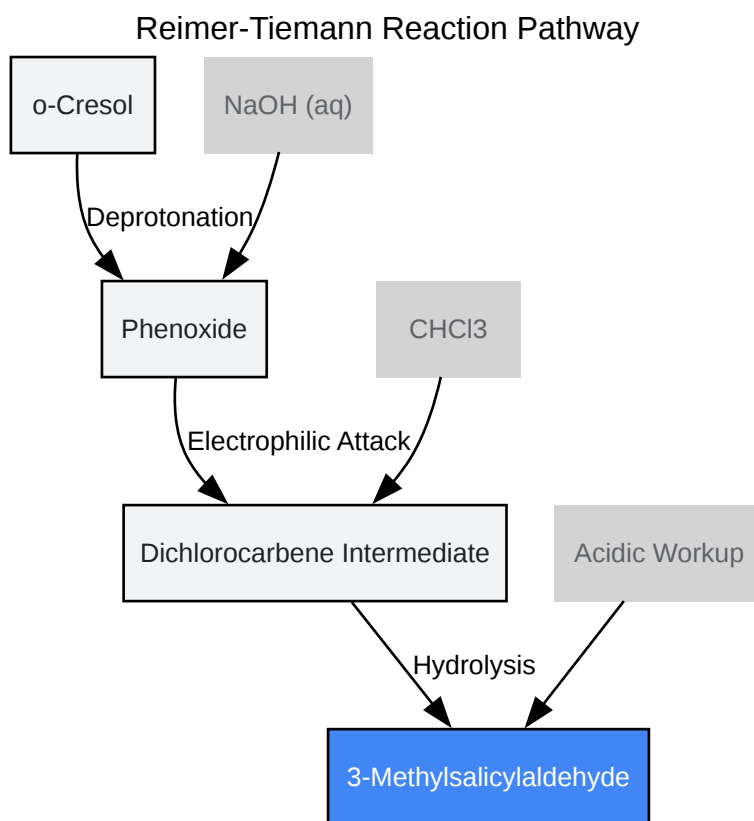 Reimer-Tiemann Reaction Pathway
o-Cresol
NaOH (aq)
Deprotonation
Phenoxide
CHCl3
Electrophilic Attack
Dichlorocarbene Intermediate
Acidic Workup
Hydrolysis
3-Methylsalicylaldehyde